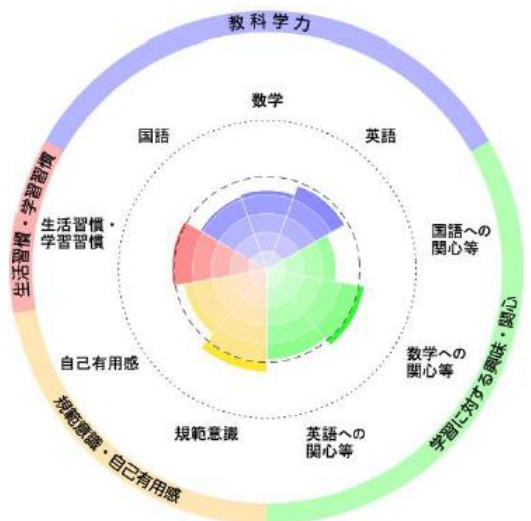 教科学力
数学
国語
英語
生活習慣・学習習慣
生活習慣・
学習習慣
国語への
関心等
自己有用感
数学への
関心等
規範意識
英語への
関心等
規範意識・自己有用感
学習に対する興味・関心